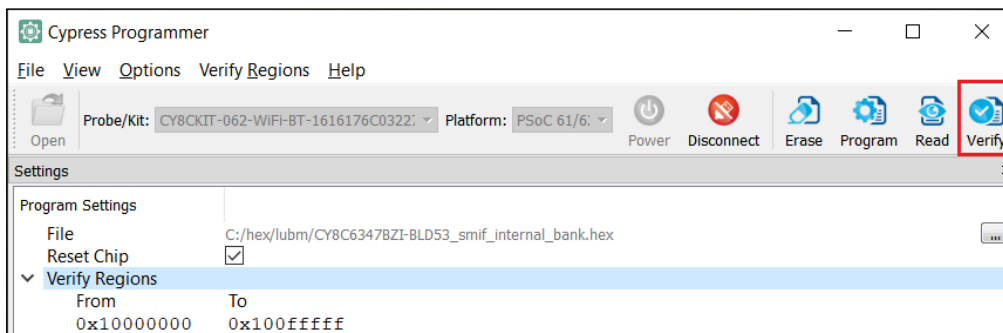 Cypress Programmer
File View Options Verify Regions Help
Open Probe/Kit: CY8CKIT-062-WiFi-BT-1616176C0322 Platform: PSoC 61/6 Power Disconnect Erase Program Read Verify
Settings
Program Settings
File C:/hex/lubm/CY8C6347BZI-BLD53_smif_internal_bank.hex ...
Reset Chip
Verify Regions
From To
0x10000000 0x100fffff